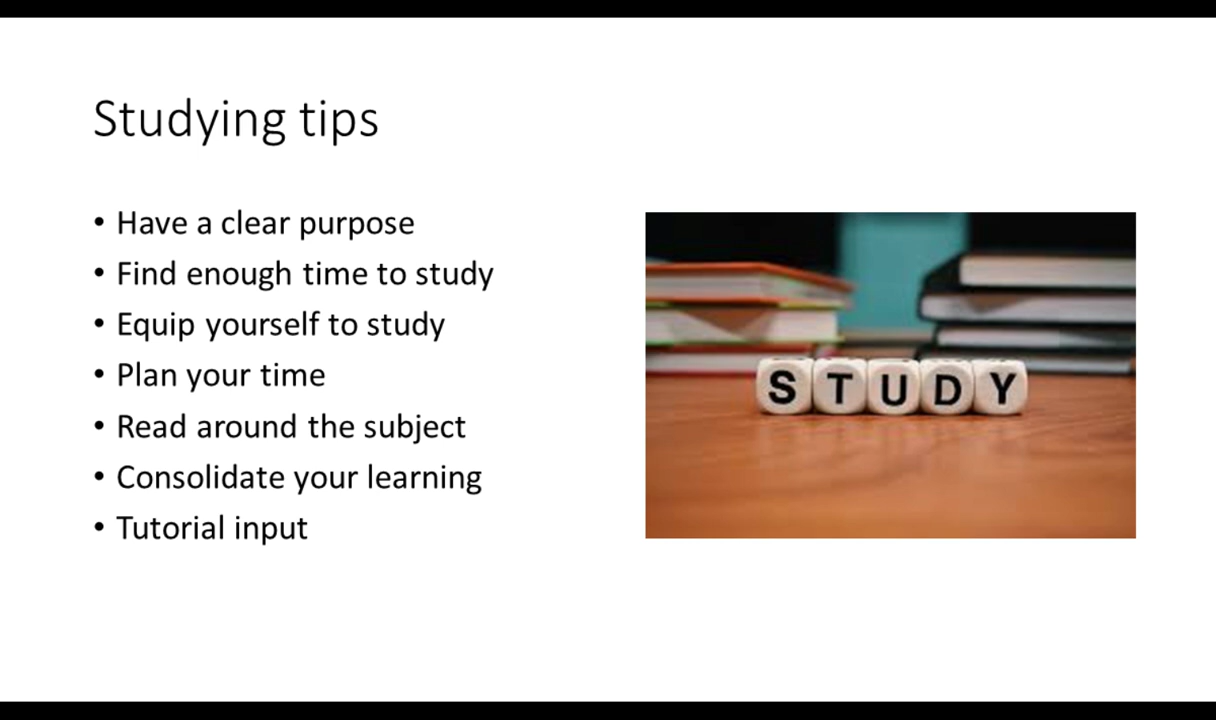 Studying tips
• Have a clear purpose
• Find enough time to study
• Equip yourself to study
• Plan your time
• Read around the subject
• Consolidate your learning
• Tutorial input
STUDY